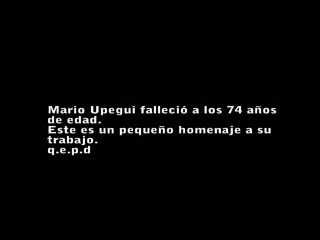 Mario Upegui falleció a los 74 años
de edad.
Este es un pequeño homenaje a su
trabajo.
q.e.p.d